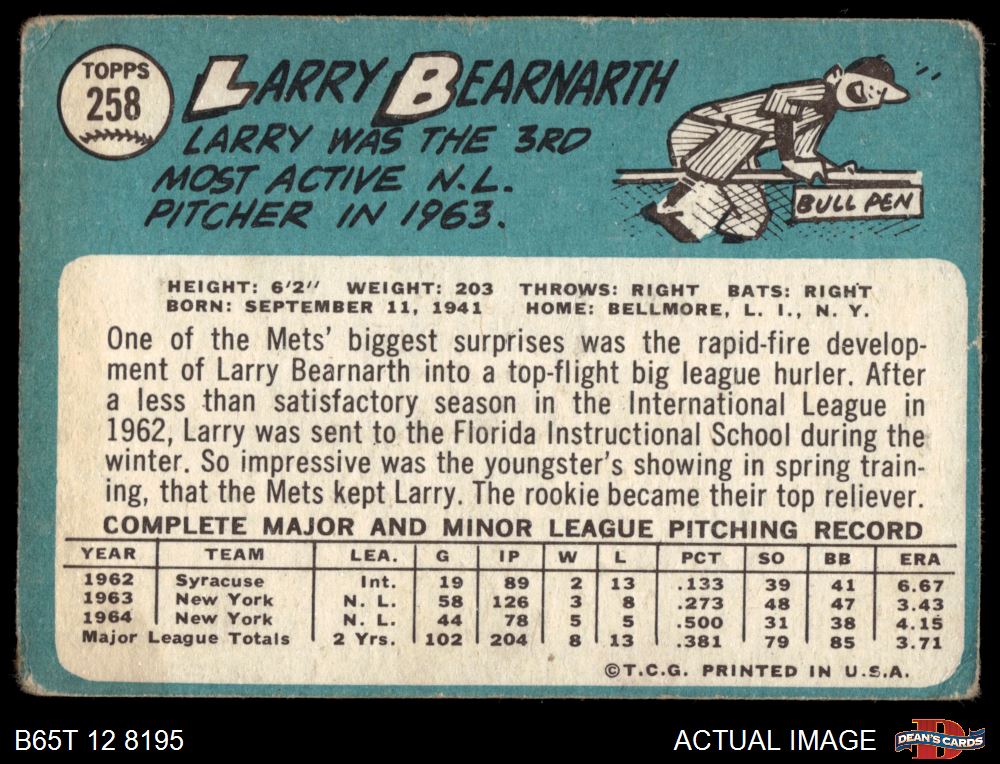 TOPPS
258
LARRY BEARNARTH
LARRY WAS THE 3RD
MOST ACTIVE N.L.
PITCHER IN 1963.
BULL PEN
HEIGHT: 6'2" WEIGHT: 203 THROWS: RIGHT BATS: RIGHT
BORN: SEPTEMBER 11, 1941 HOME: BELLMORE, L. I., N. Y.
One of the Mets' biggest surprises was the rapid-fire develop-
ment of Larry Bearnarth into a top-flight big league hurler. After
a less than satisfactory season in the International League in
1962, Larry was sent to the Florida Instructional School during the
winter. So impressive was the youngster's showing in spring train-
ing, that the Mets kept Larry. The rookie became their top reliever.
COMPLETE MAJOR AND MINOR LEAGUE PITCHING RECORD
YEAR TEAM LEA. G IP W L PCT SO BB ERA
1962 Syracuse Int. 19 89 2 13 .133 39 41 6.67
1963 New York N. L. 58 126 3 8 .273 48 47 3.43
1964 New York N. L. 44 78 5 5 .500 31 38 4.15
Major League Totals 2 Yrs. 102 204 8 13 .381 79 85 3.71
©T.C.G. PRINTED IN U.S.A.
B65T 12 8195
ACTUAL IMAGE
DEAN'S CARDS